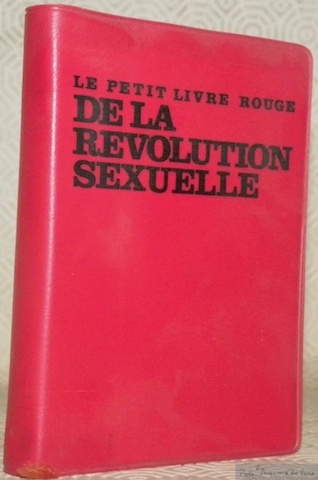 LE PETIT LIVRE ROUGE
DE LA
REVOLUTION
SEXUELLE